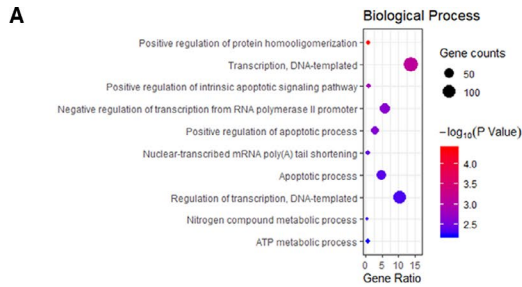 A
Biological Process
Positive regulation of protein homooligomerization
Transcription, DNA-templated
Positive regulation of intrinsic apoptotic signaling pathway
Negative regulation of transcription from RNA polymerase II promoter
Positive regulation of apoptotic process
Nuclear-transcribed mRNA poly(A) tail shortening
Apoptotic process
Regulation of transcription, DNA-templated
Nitrogen compound metabolic process
ATP metabolic process
0 5 10 15
Gene Ratio
Gene counts
50
100
−log10(P Value)
4.0
3.5
3.0
2.5